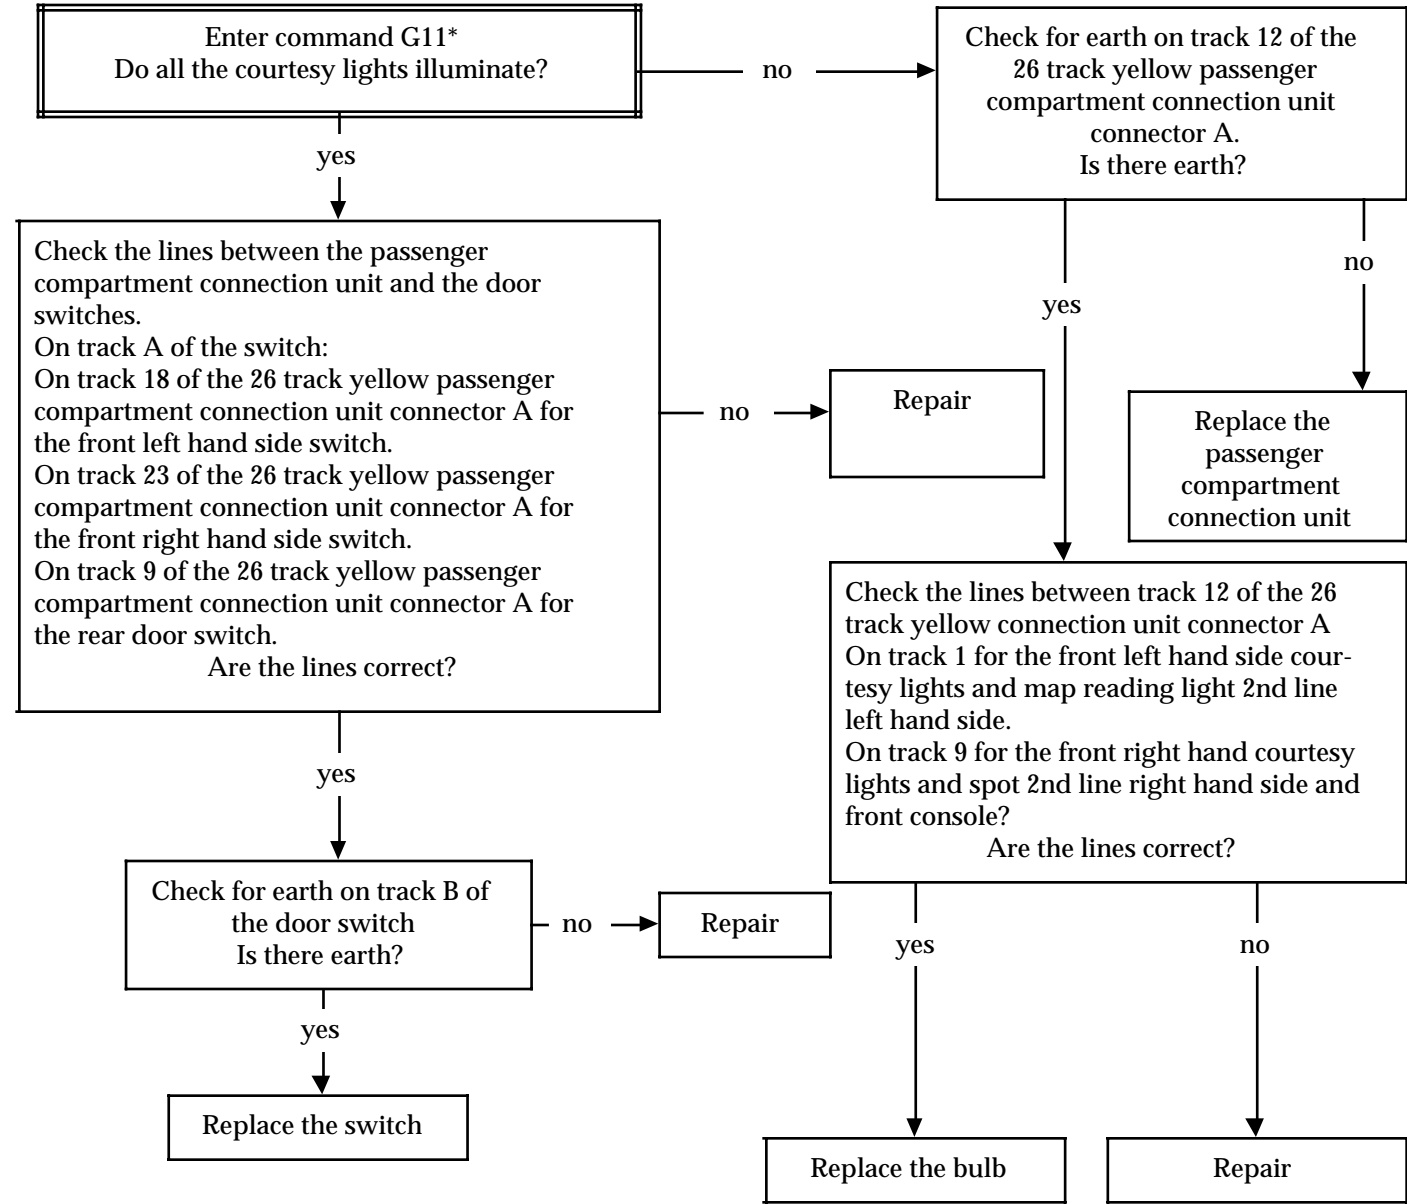 Enter command G11*
Do all the courtesy lights illuminate?
no
Check for earth on track 12 of the
26 track yellow passenger
compartment connection unit
connector A.
Is there earth?
yes
Check the lines between the passenger
compartment connection unit and the door
switches.
On track A of the switch:
On track 18 of the 26 track yellow passenger
compartment connection unit connector A for
the front left hand side switch.
On track 23 of the 26 track yellow passenger
compartment connection unit connector A for
the front right hand side switch.
On track 9 of the 26 track yellow passenger
compartment connection unit connector A for
the rear door switch.
Are the lines correct?
no
Repair
yes
no
Replace the
passenger
compartment
connection unit
Check the lines between track 12 of the 26
track yellow connection unit connector A
On track 1 for the front left hand side cour-
tesy lights and map reading light 2nd line
left hand side.
On track 9 for the front right hand courtesy
lights and spot 2nd line right hand side and
front console?
Are the lines correct?
yes
Check for earth on track B of
the door switch
Is there earth?
no
Repair
yes
no
yes
Replace the switch
Replace the bulb
Repair